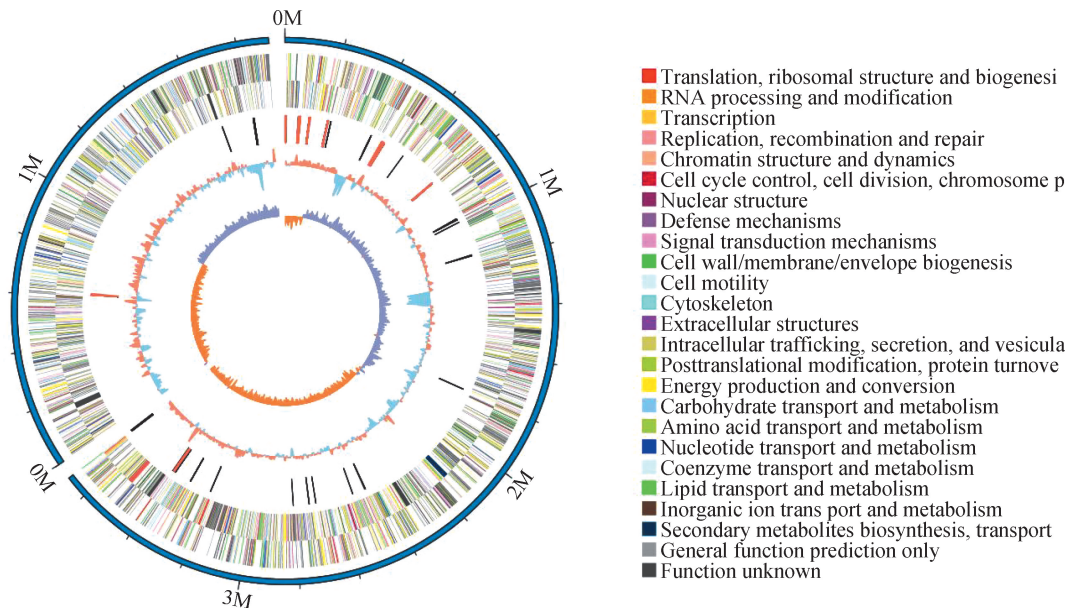 0M
1M
1M
0M
2M
3M
Translation, ribosomal structure and biogenesi
RNA processing and modification
Transcription
Replication, recombination and repair
Chromatin structure and dynamics
Cell cycle control, cell division, chromosome p
Nuclear structure
Defense mechanisms
Signal transduction mechanisms
Cell wall/membrane/envelope biogenesis
Cell motility
Cytoskeleton
Extracellular structures
Intracellular trafficking, secretion, and vesicula
Posttranslational modification, protein turnove
Energy production and conversion
Carbohydrate transport and metabolism
Amino acid transport and metabolism
Nucleotide transport and metabolism
Coenzyme transport and metabolism
Lipid transport and metabolism
Inorganic ion trans port and metabolism
Secondary metabolites biosynthesis, transport
General function prediction only
Function unknown